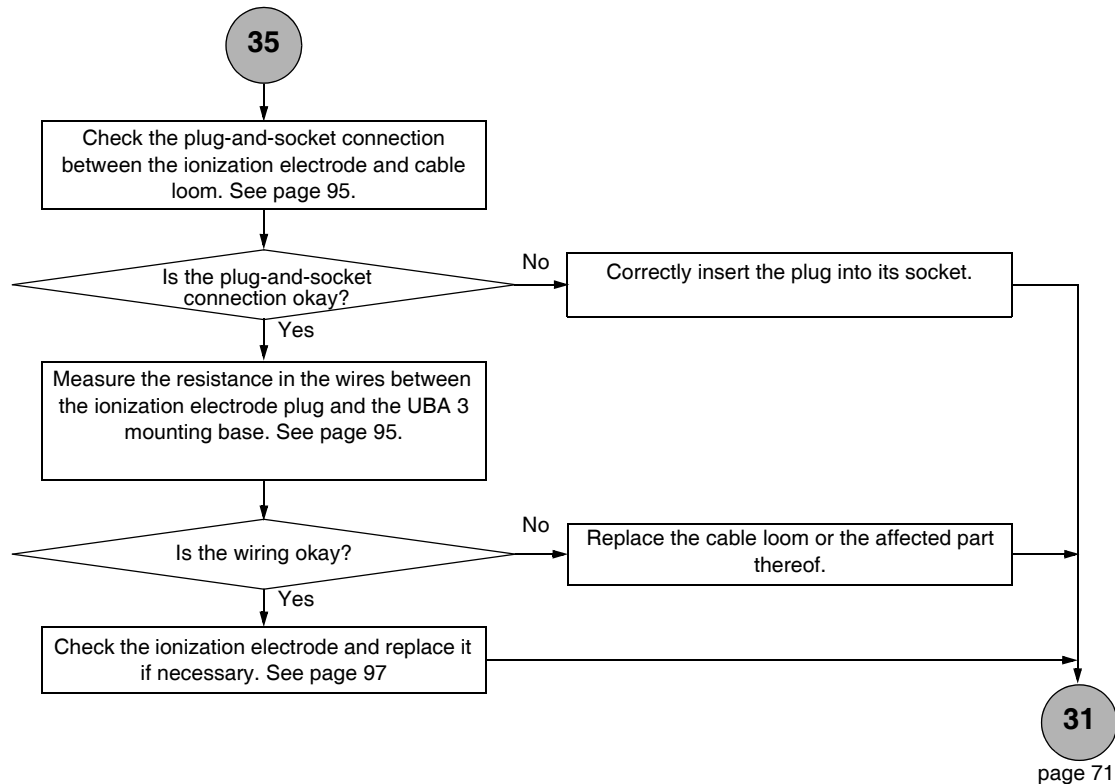 35
Check the plug-and-socket connection
between the ionization electrode and cable
loom. See page 95.
Is the plug-and-socket
connection okay?
No
Correctly insert the plug into its socket.
Yes
Measure the resistance in the wires between
the ionization electrode plug and the UBA 3
mounting base. See page 95.
Is the wiring okay?
No
Replace the cable loom or the affected part
thereof.
Yes
Check the ionization electrode and replace it
if necessary. See page 97
31
page 71